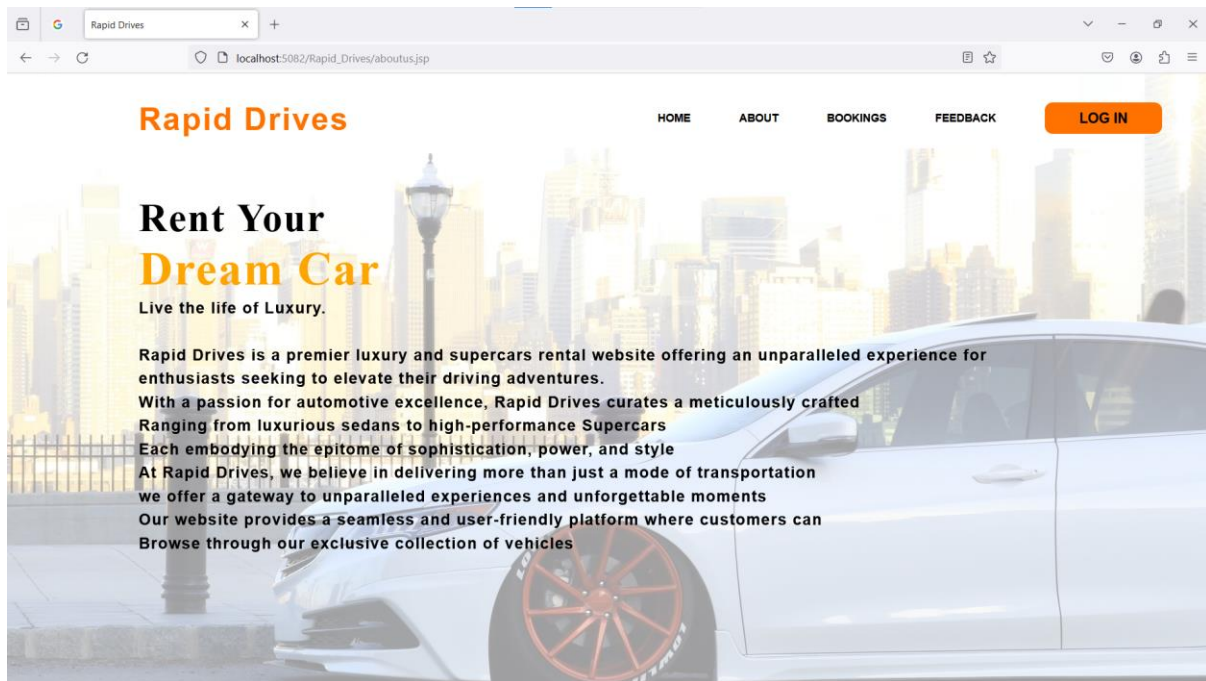 Rapid Drives
localhost:5082/Rapid_Drives/aboutus.jsp
Rapid Drives
HOME
ABOUT
BOOKINGS
FEEDBACK
LOG IN
Rent Your
Dream Car
Live the life of Luxury.
Rapid Drives is a premier luxury and supercars rental website offering an unparalleled experience for
enthusiasts seeking to elevate their driving adventures.
With a passion for automotive excellence, Rapid Drives curates a meticulously crafted
Ranging from luxurious sedans to high-performance Supercars
Each embodying the epitome of sophistication, power, and style
At Rapid Drives, we believe in delivering more than just a mode of transportation
we offer a gateway to unparalleled experiences and unforgettable moments
Our website provides a seamless and user-friendly platform where customers can
Browse through our exclusive collection of vehicles